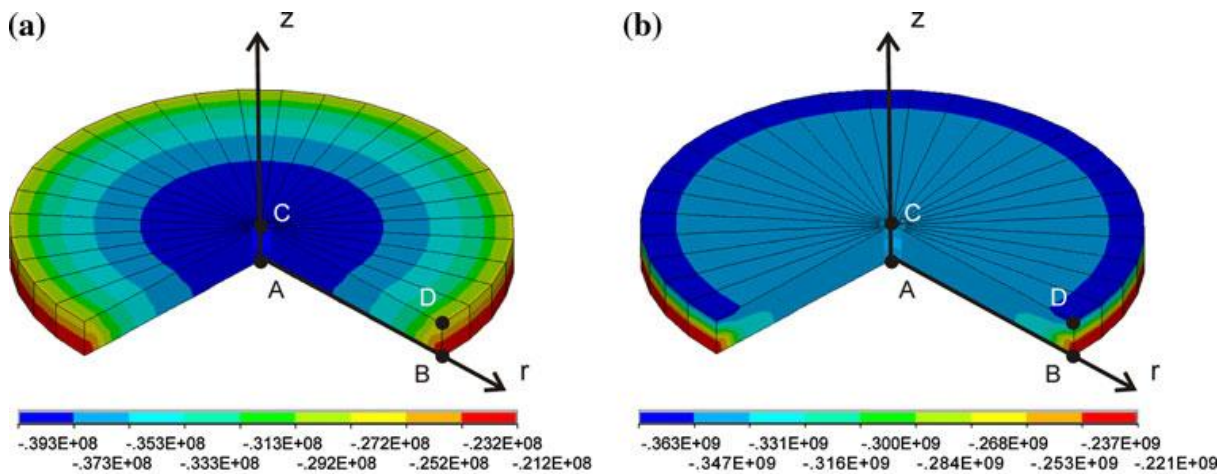 (a)
z
C
A
D
B
r
-.393E+08 -.353E+08 -.313E+08 -.272E+08 -.232E+08
-.373E+08 -.333E+08 -.292E+08 -.252E+08 -.212E+08
(b)
z
C
A
D
B
r
-.363E+09 -.331E+09 -.300E+09 -.268E+09 -.237E+09
-.347E+09 -.316E+09 -.284E+09 -.253E+09 -.221E+09